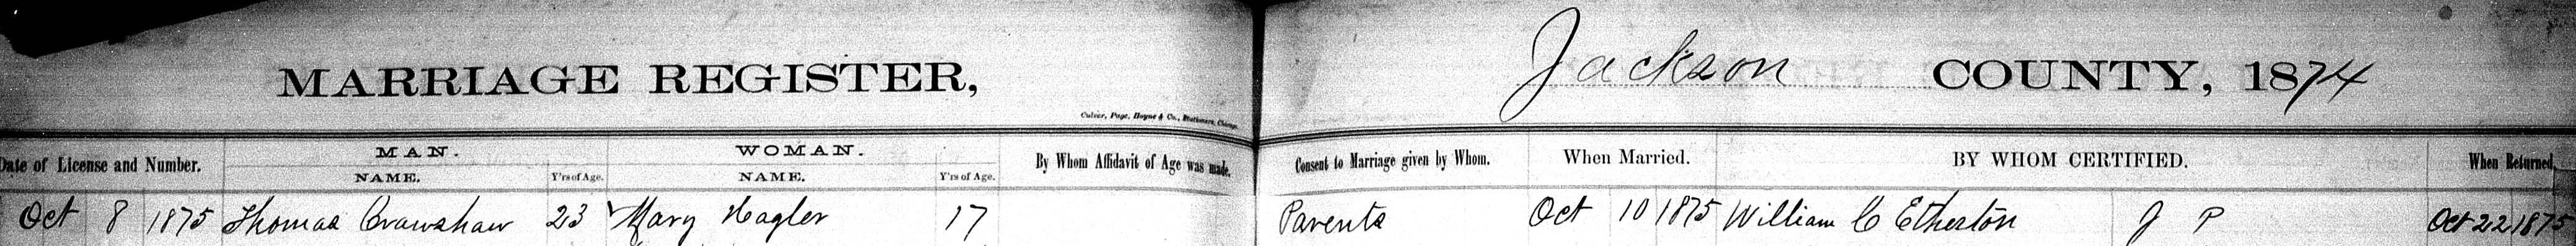 MARRIAGE REGISTER, Jackson COUNTY, 1874
Culver, Page, Hoyne & Co., Stationers, Chicago.
Date of License and Number. MAN. WOMAN. By Whom Affidavit of Age was made. Consent to Marriage given by Whom. When Married. BY WHOM CERTIFIED. When Returned.
NAME. Y'rs of Age. NAME. Y'rs of Age.
Oct 8 1875 Thomas Crawshaw 23 Mary Hagler 17 Parents Oct 10 1875 William C Etherton J P Oct 22 1875